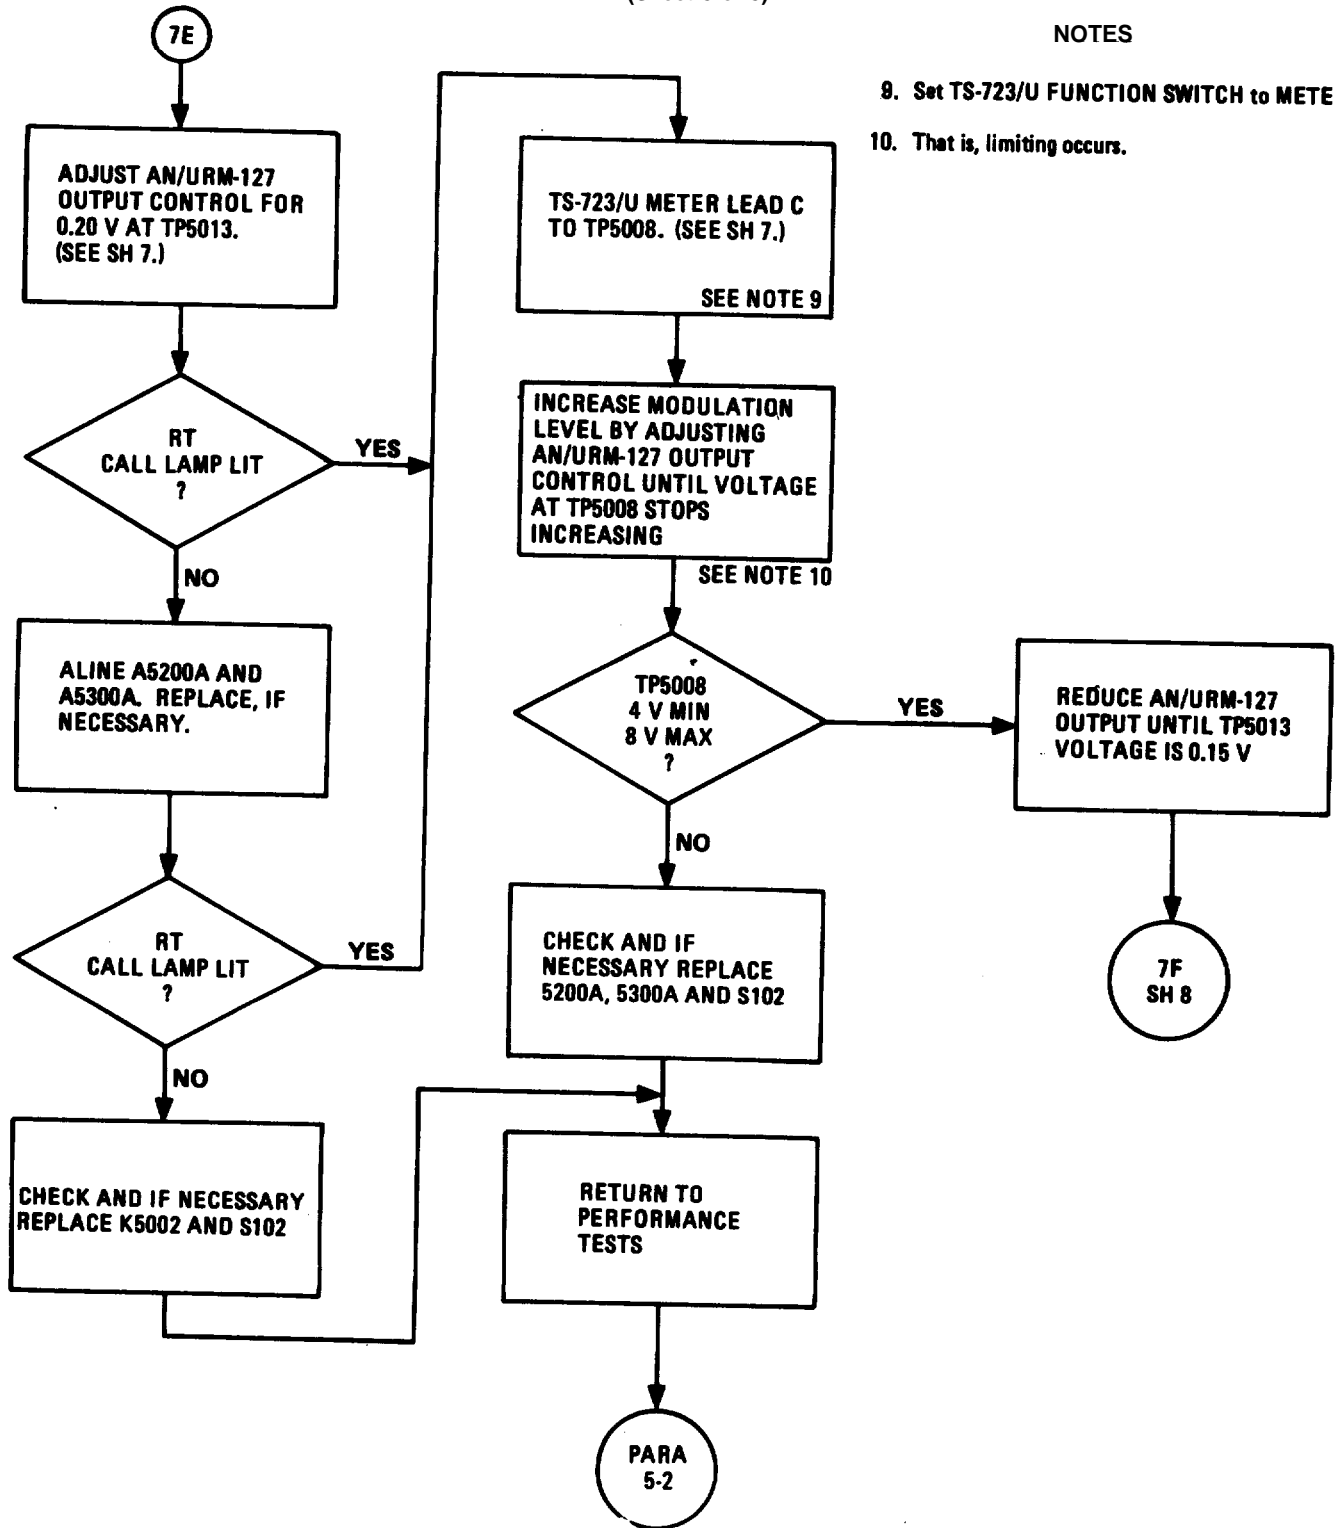 7E
ADJUST AN/URM-127
OUTPUT CONTROL FOR
0.20 V AT TP5013.
(SEE SH 7.)
RT
CALL LAMP LIT
?
YES
NO
ALINE A5200A AND
A5300A. REPLACE, IF
NECESSARY.
RT
CALL LAMP LIT
?
YES
NO
CHECK AND IF NECESSARY
REPLACE K5002 AND S102
TS-723/U METER LEAD C
TO TP5008. (SEE SH 7.)
SEE NOTE 9
INCREASE MODULATION
LEVEL BY ADJUSTING
AN/URM-127 OUTPUT
CONTROL UNTIL VOLTAGE
AT TP5008 STOPS
INCREASING
SEE NOTE 10
TP5008
4 V MIN
8 V MAX
?
YES
NO
CHECK AND IF
NECESSARY REPLACE
5200A, 5300A AND S102
RETURN TO
PERFORMANCE
TESTS
PARA
5-2
REDUCE AN/URM-127
OUTPUT UNTIL TP5013
VOLTAGE IS 0.15 V
7F
SH 8
NOTES
9. Set TS-723/U FUNCTION SWITCH to METE
10. That is, limiting occurs.